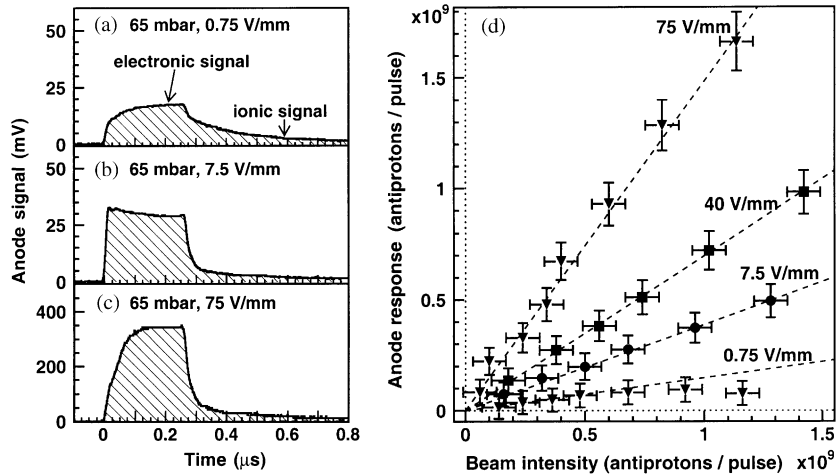 (a) 65 mbar, 0.75 V/mm
electronic signal
ionic signal
(b) 65 mbar, 7.5 V/mm
(c) 65 mbar, 75 V/mm
Anode signal (mV)
60
50
25
0
50
25
0
400
200
0
0 0.2 0.4 0.6 0.8
Time (μs)
(d)
×10⁹
75 V/mm
40 V/mm
7.5 V/mm
0.75 V/mm
Anode response (antiprotons / pulse)
1.5
1
0.5
0
0 0.5 1 1.5
Beam intensity (antiprotons / pulse) ×10⁹